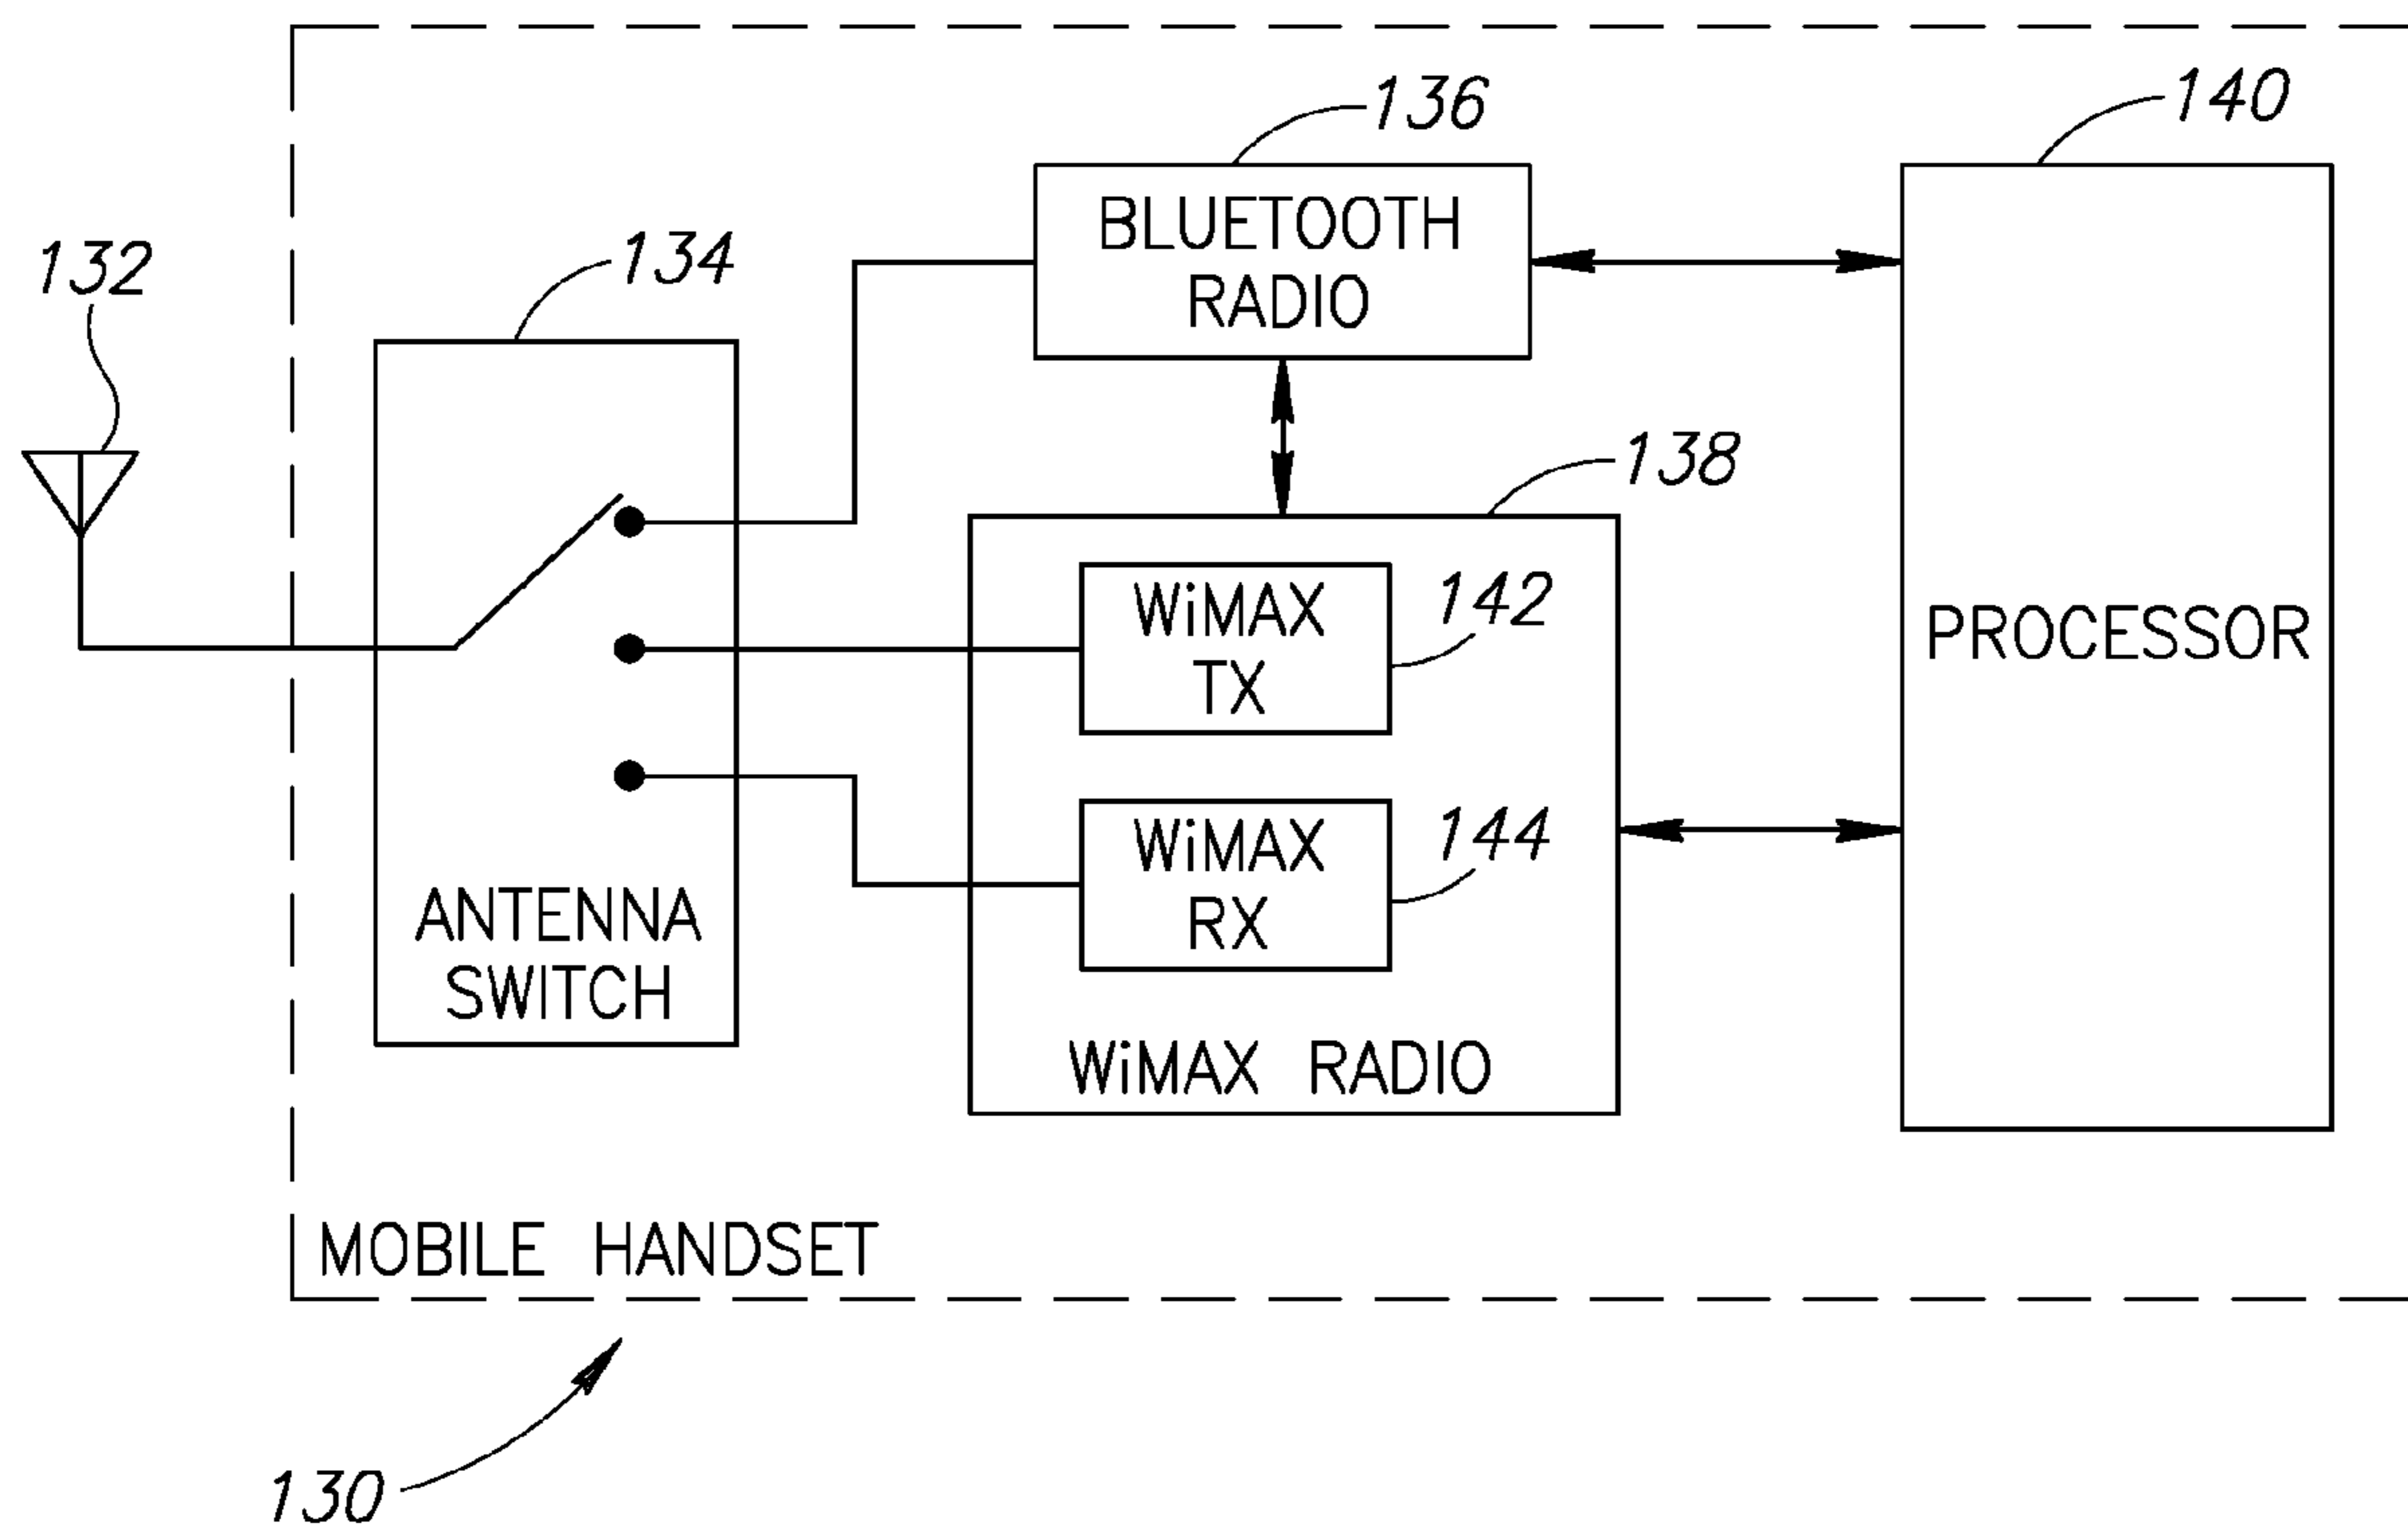 136
140
BLUETOOTH
RADIO
132
134
138
WiMAX
TX
142
PROCESSOR
WiMAX
RX
144
ANTENNA
SWITCH
WiMAX RADIO
MOBILE HANDSET
130